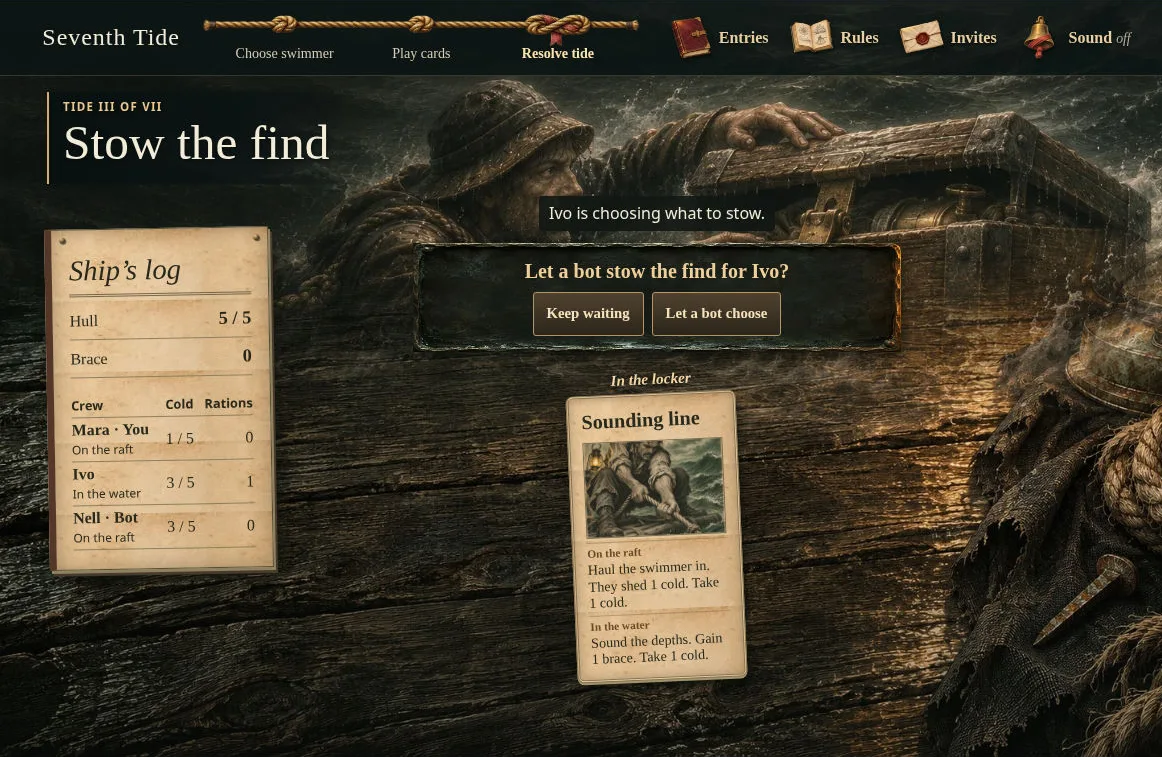 Seventh Tide
Choose swimmer
Play cards
Resolve tide
Entries
Rules
Invites
Sound off
TIDE III OF VII
Stow the find
Ivo is choosing what to stow.
Let a bot stow the find for Ivo?
Keep waiting
Let a bot choose
Ship’s log
Hull 5 / 5
Brace 0
Crew Cold Rations
Mara · You 1 / 5 0
On the raft
Ivo 3 / 5 1
In the water
Nell · Bot 3 / 5 0
On the raft
In the locker
Sounding line
On the raft
Haul the swimmer in.
They shed 1 cold. Take
1 cold.
In the water
Sound the depths. Gain
1 brace. Take 1 cold.